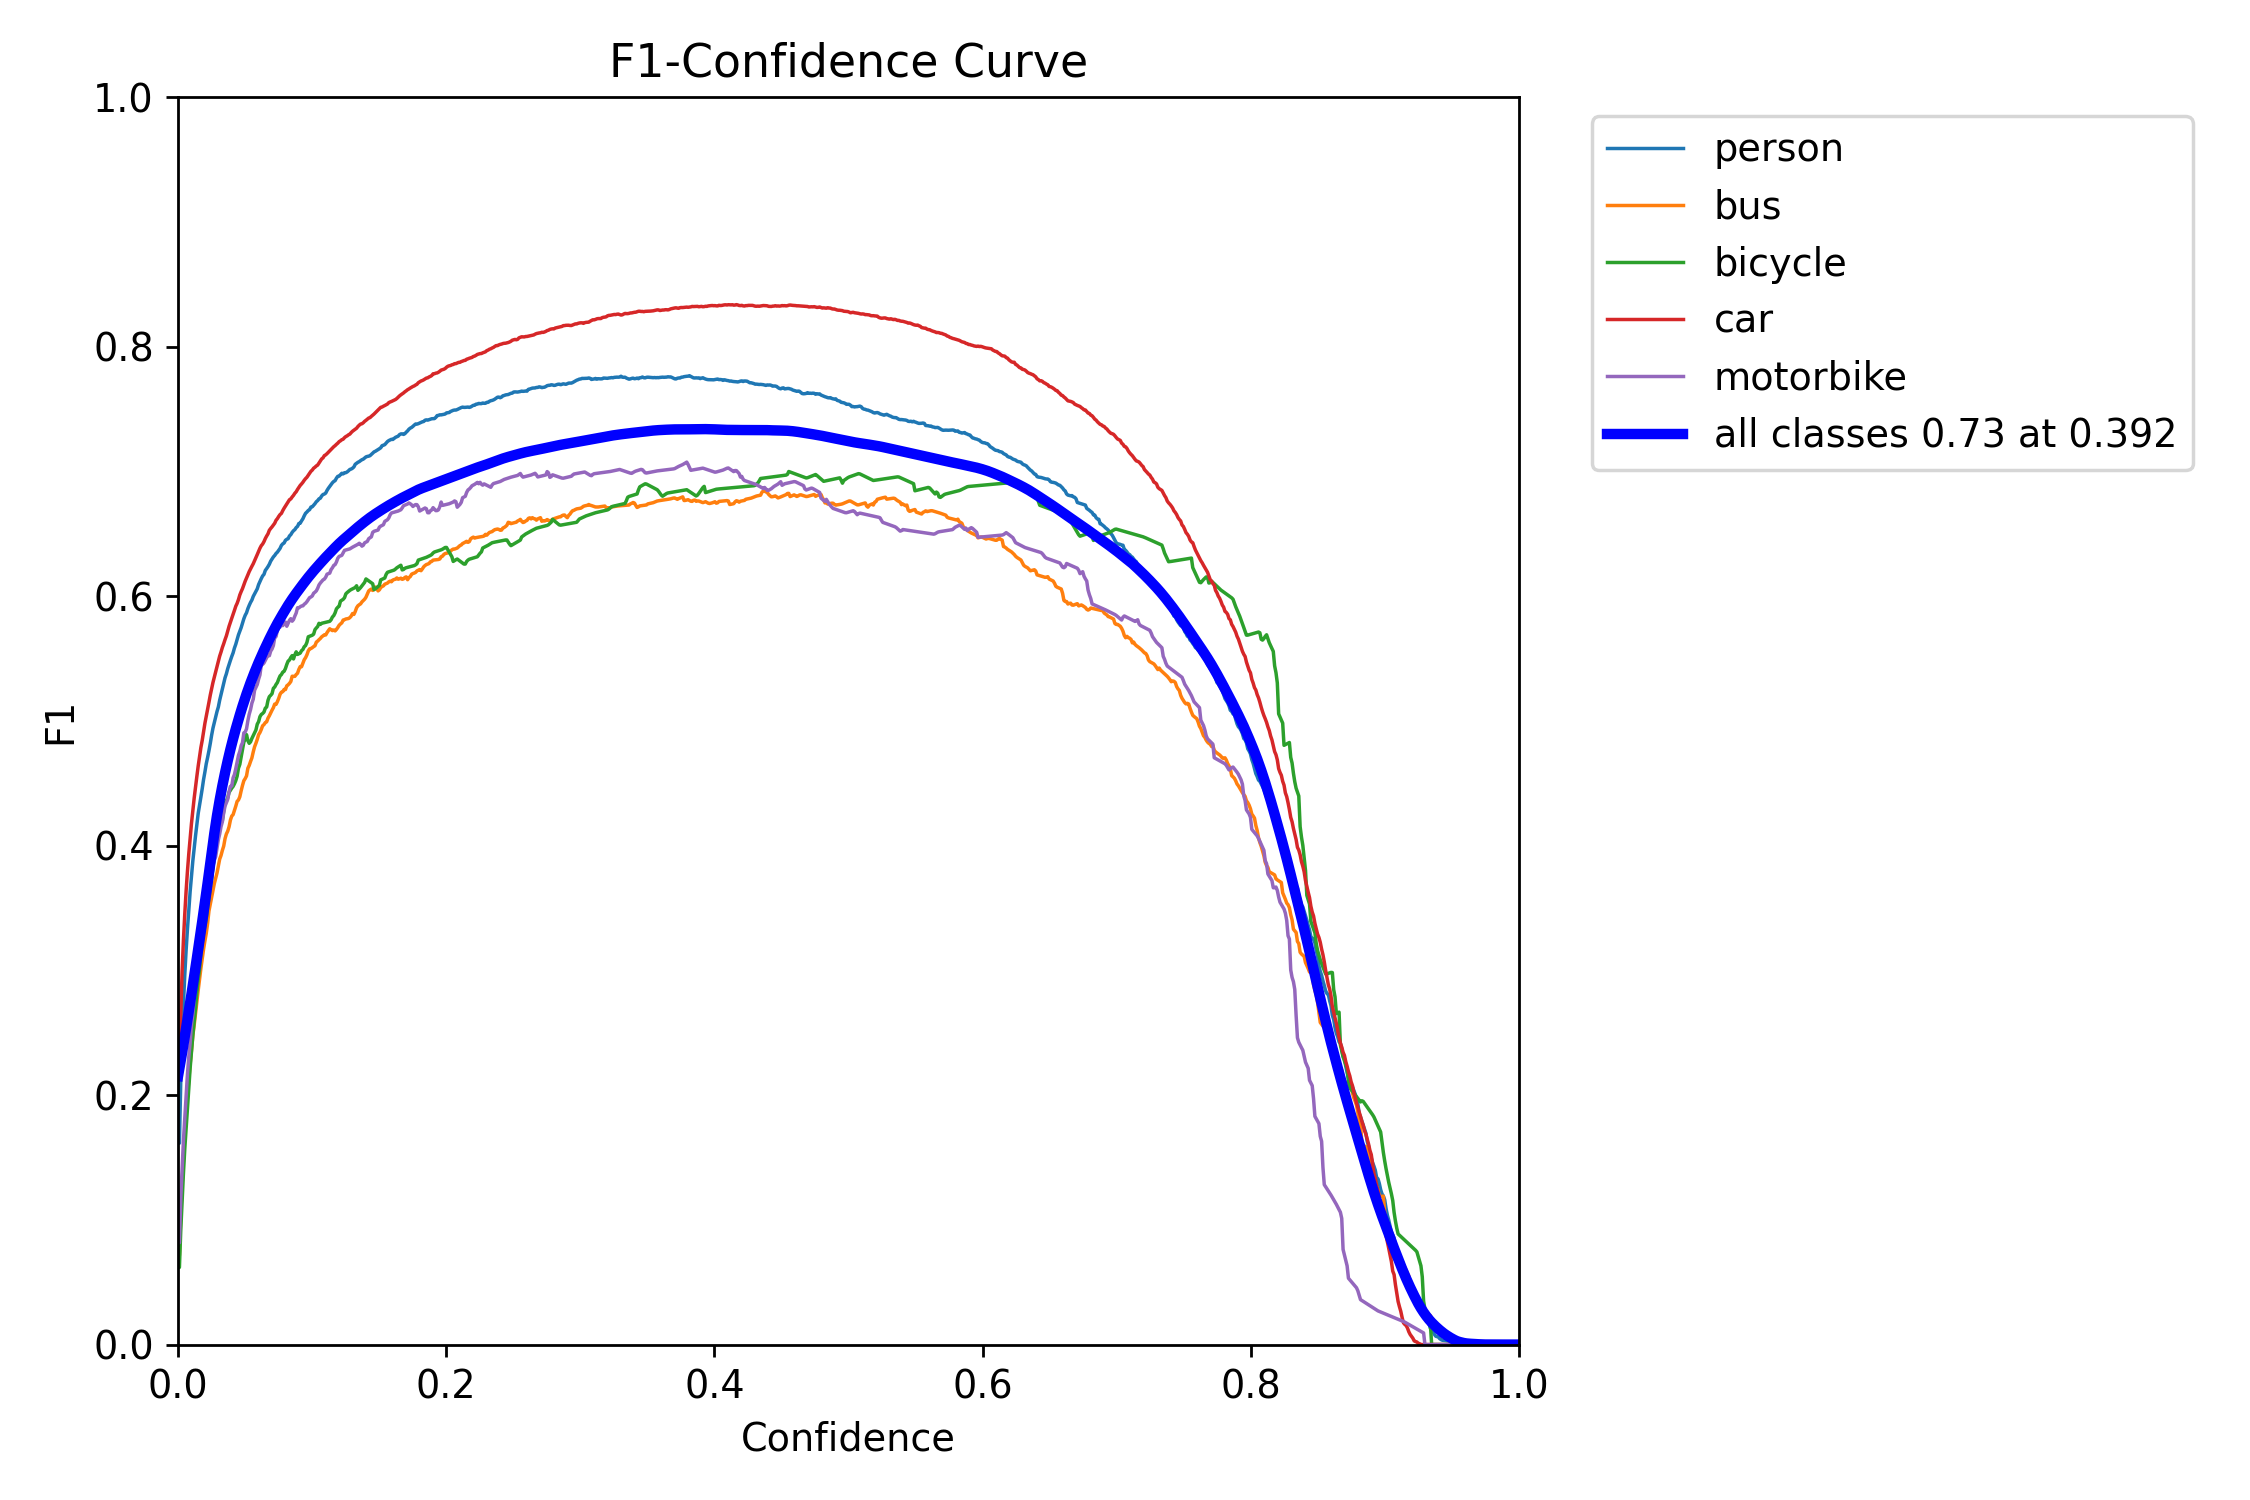 F1-Confidence Curve
1.0
0.8
0.6
0.4
0.2
0.0
F1
0.0 0.2 0.4 0.6 0.8 1.0
Confidence
person
bus
bicycle
car
motorbike
all classes 0.73 at 0.392